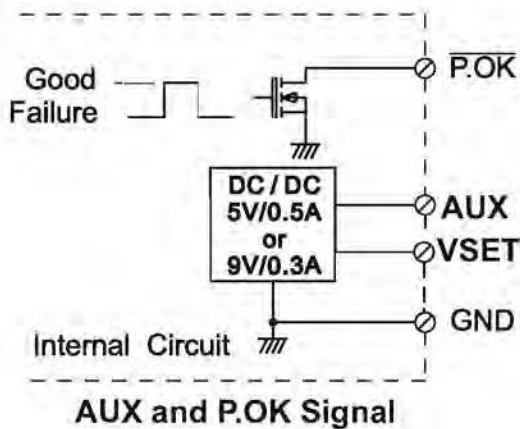 Good
Failure
P.OK
DC / DC
5V/0.5A
or
9V/0.3A
AUX
VSET
GND
Internal Circuit
AUX and P.OK Signal